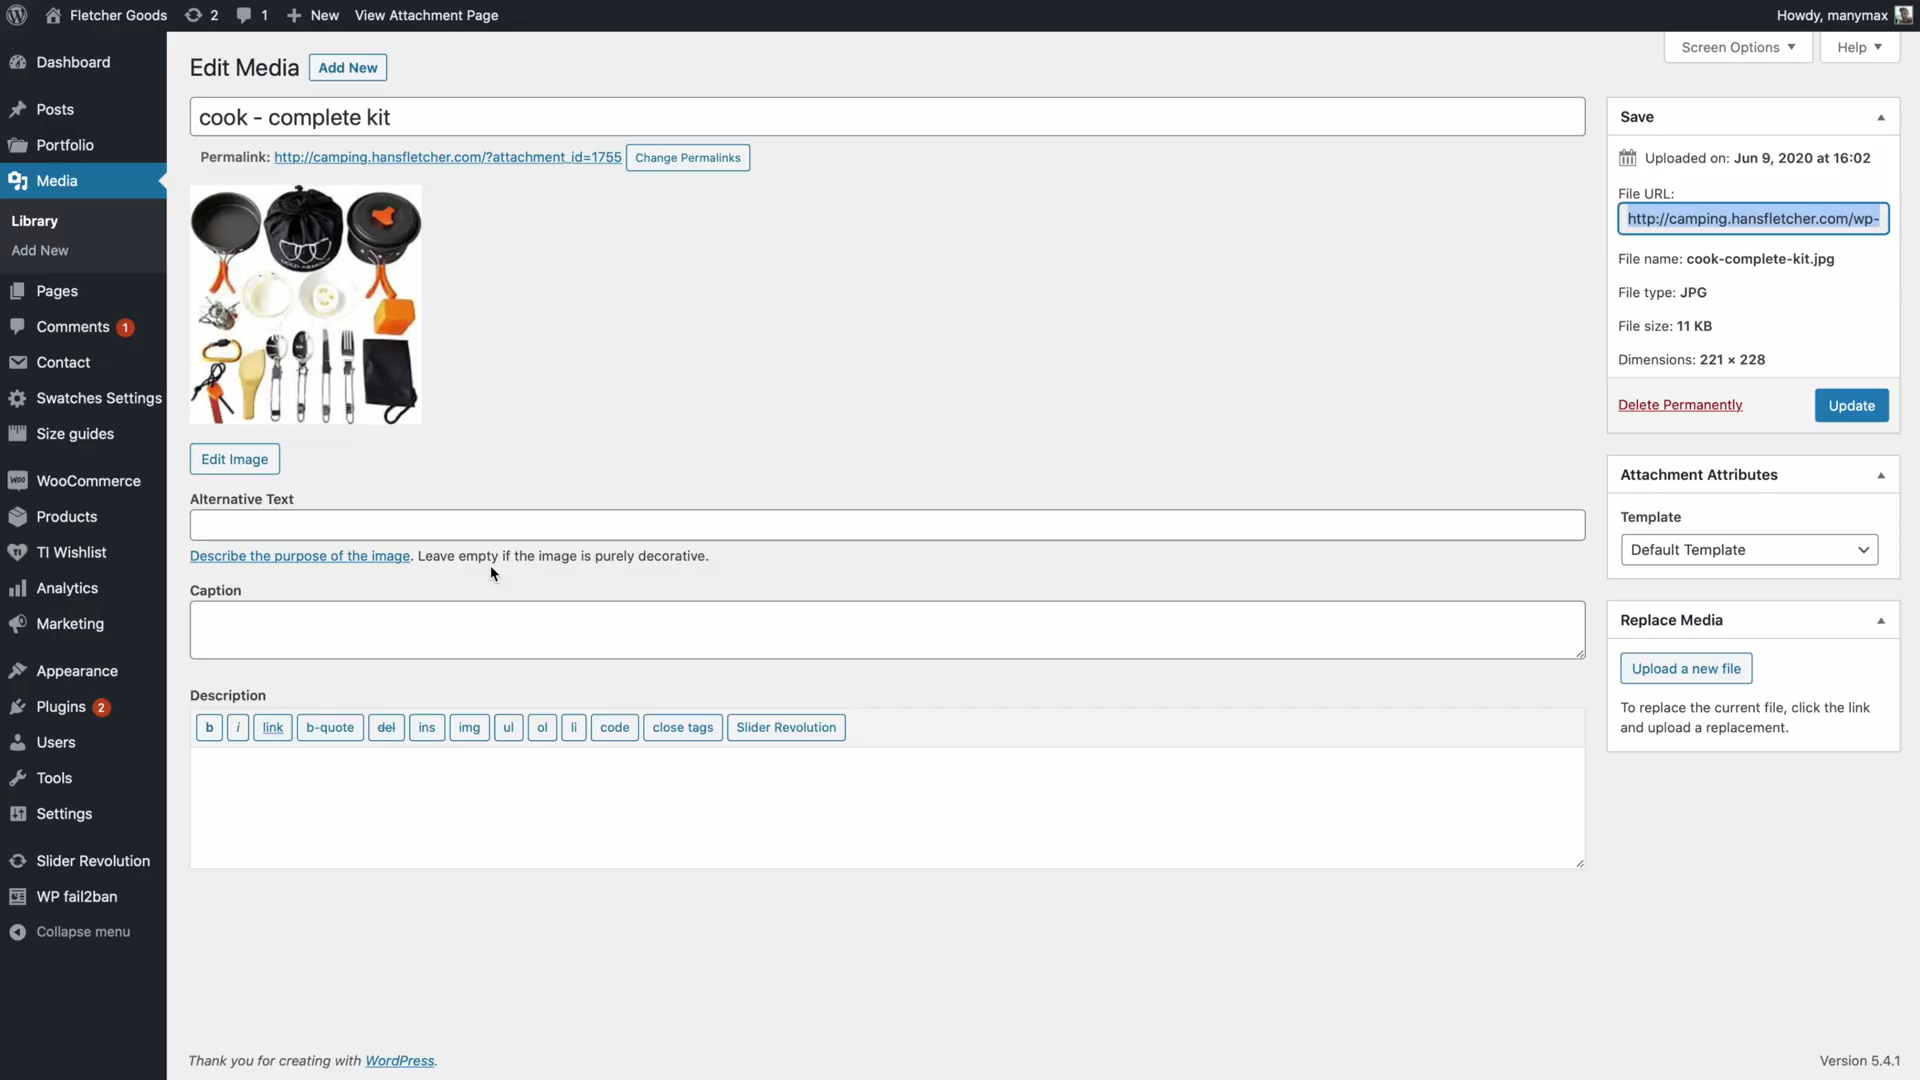 Fletcher Goods
2
1
New
View Attachment Page
Howdy, manymax
Dashboard
Posts
Portfolio
Media
Library
Add New
Pages
Comments 1
Contact
Swatches Settings
Size guides
WooCommerce
Products
TI Wishlist
Analytics
Marketing
Appearance
Plugins 2
Users
Tools
Settings
Slider Revolution
WP fail2ban
Collapse menu
Screen Options
Help
Edit Media
Add New
cook - complete kit
Permalink: http://camping.hansfletcher.com/?attachment_id=1755
Change Permalinks
Edit Image
Alternative Text
Describe the purpose of the image. Leave empty if the image is purely decorative.
Caption
Description
b
i
link
b-quote
del
ins
img
ul
ol
li
code
close tags
Slider Revolution
Save
Uploaded on: Jun 9, 2020 at 16:02
File URL:
http://camping.hansfletcher.com/wp-
File name: cook-complete-kit.jpg
File type: JPG
File size: 11 KB
Dimensions: 221 × 228
Delete Permanently
Update
Attachment Attributes
Template
Default Template
Replace Media
Upload a new file
To replace the current file, click the link
and upload a replacement.
Thank you for creating with WordPress.
Version 5.4.1